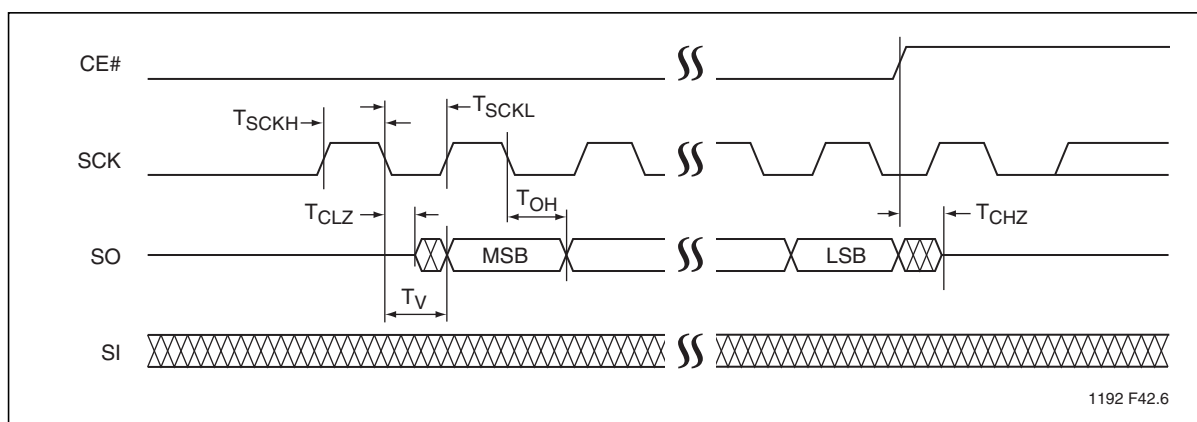 CE#
TSCKH
TSCKL
SCK
TCLZ
TOH
TCHZ
SO
MSB
LSB
TV
SI
1192 F42.6